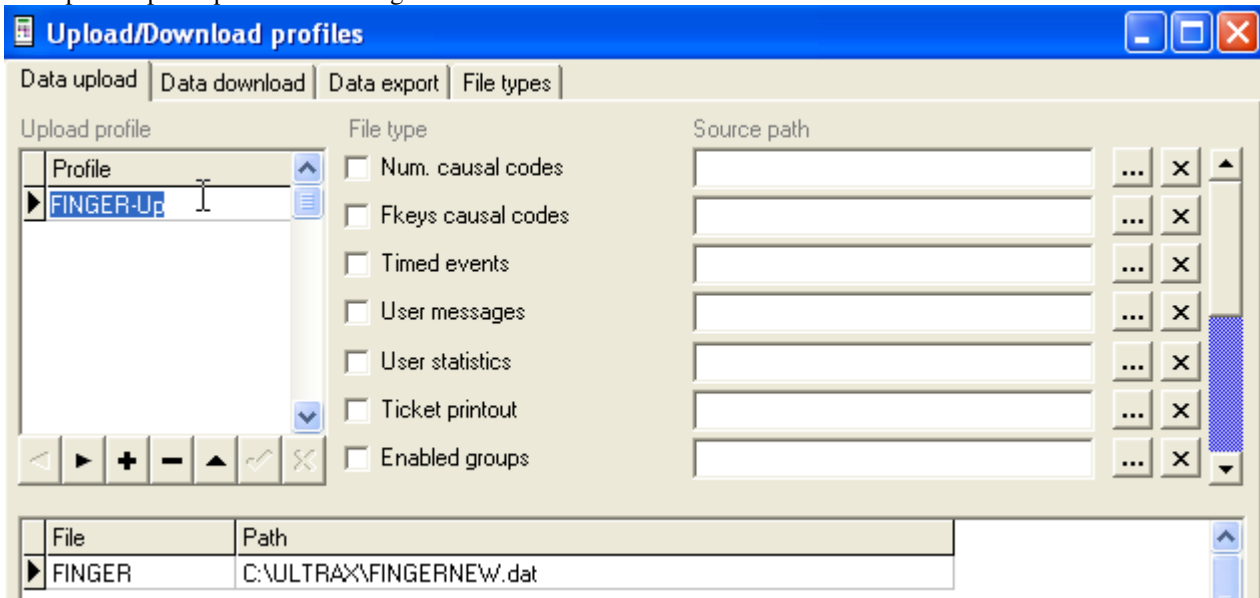 Upload/Download profiles
Data upload Data download Data export File types
Upload profile File type Source path
Profile Num. causal codes
FINGER-Up Fkeys causal codes
Timed events
User messages
User statistics
Ticket printout
Enabled groups
File Path
FINGER C:\ULTRAX\FINGERNEW.dat